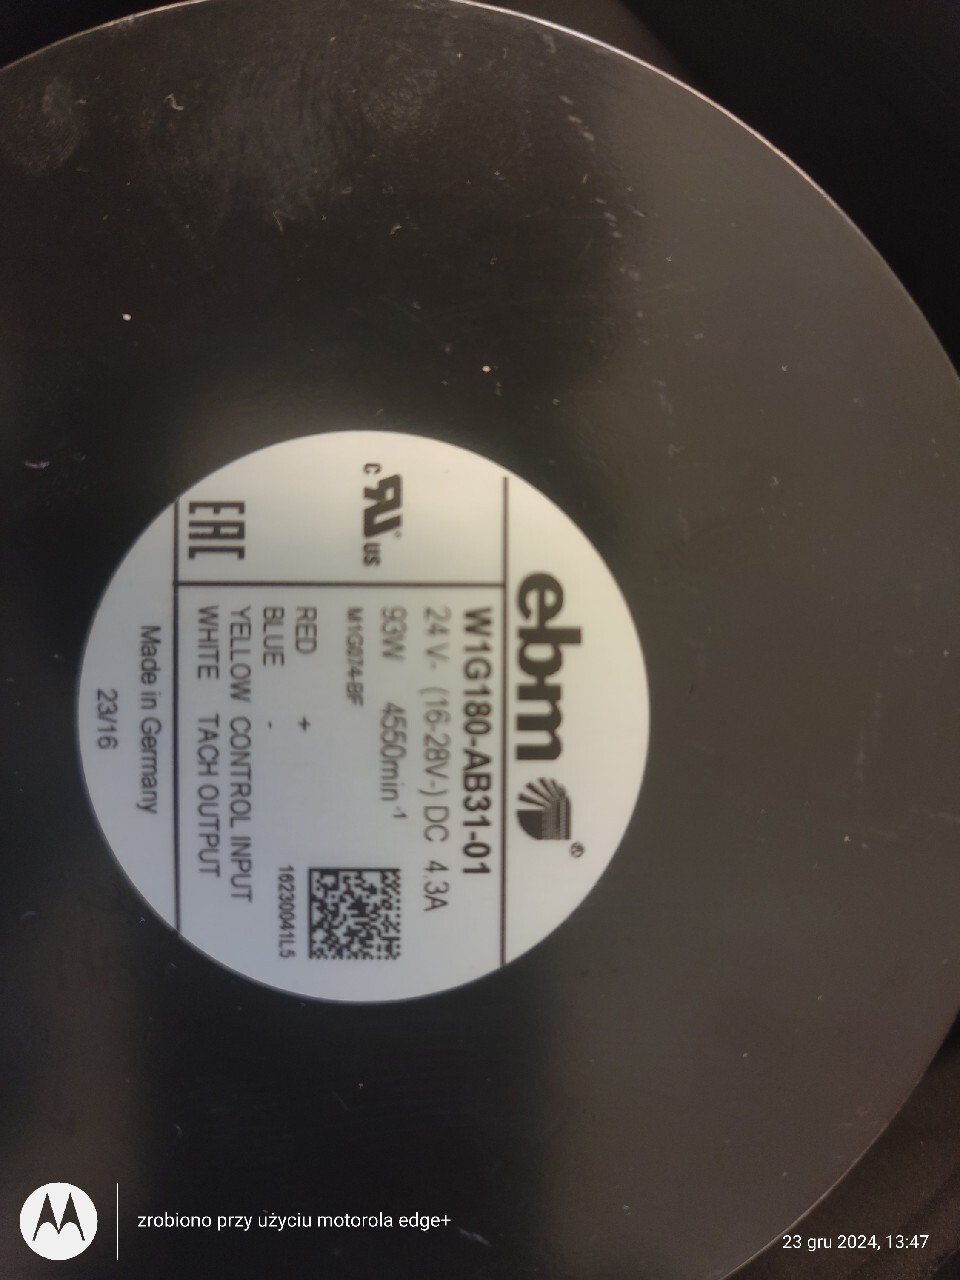 ebm®
W1G180-AB31-01
24 V- (16-28V-) DC 4.3A
93W 4550min-1
M1G074-BF
RED +
BLUE -
YELLOW CONTROL INPUT
WHITE TACH OUTPUT
16230041L5
c UR US
EAC
Made in Germany
23/16
zrobiono przy użyciu motorola edge+
23 gru 2024, 13:47